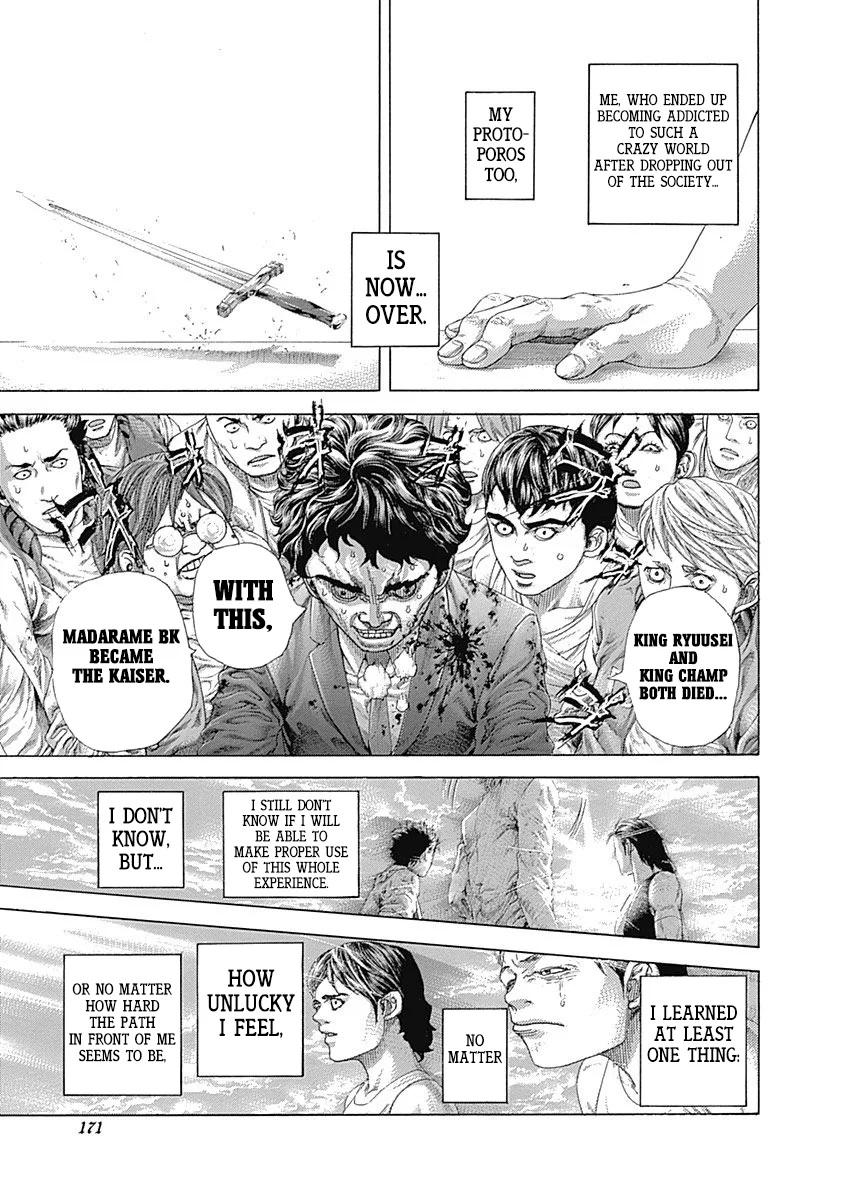 ME, WHO ENDED UP
BECOMING ADDICTED
TO SUCH A
CRAZY WORLD
AFTER DROPPING OUT
OF THE SOCIETY...
MY
PROTO-
POROS
TOO,
IS
NOW...
OVER.
KING RYUUSEI
AND
KING CHAMP
BOTH DIED...
WITH
THIS,
MADARAME BK
BECAME
THE KAISER.
I STILL DON'T
KNOW IF I WILL
BE ABLE TO
MAKE PROPER USE
OF THIS WHOLE
EXPERIENCE.
I DON'T
KNOW,
BUT...
I LEARNED
AT LEAST
ONE THING:
NO
MATTER
HOW
UNLUCKY
I FEEL,
OR NO MATTER
HOW HARD
THE PATH
IN FRONT OF ME
SEEMS TO BE,
171